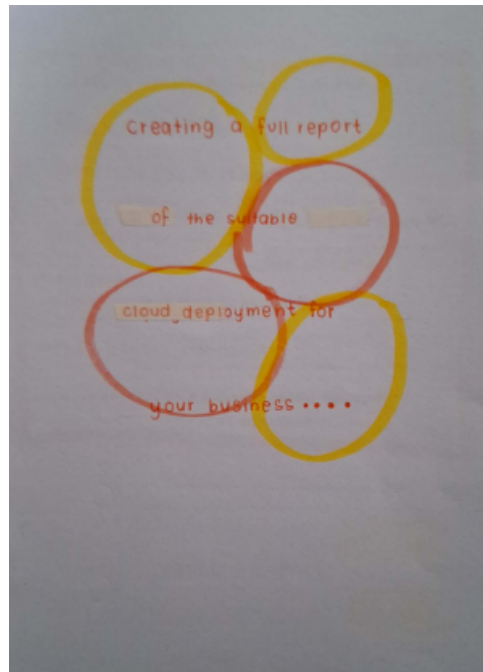 Creating a full report
of the suitable
cloud deployment for
your business ••••